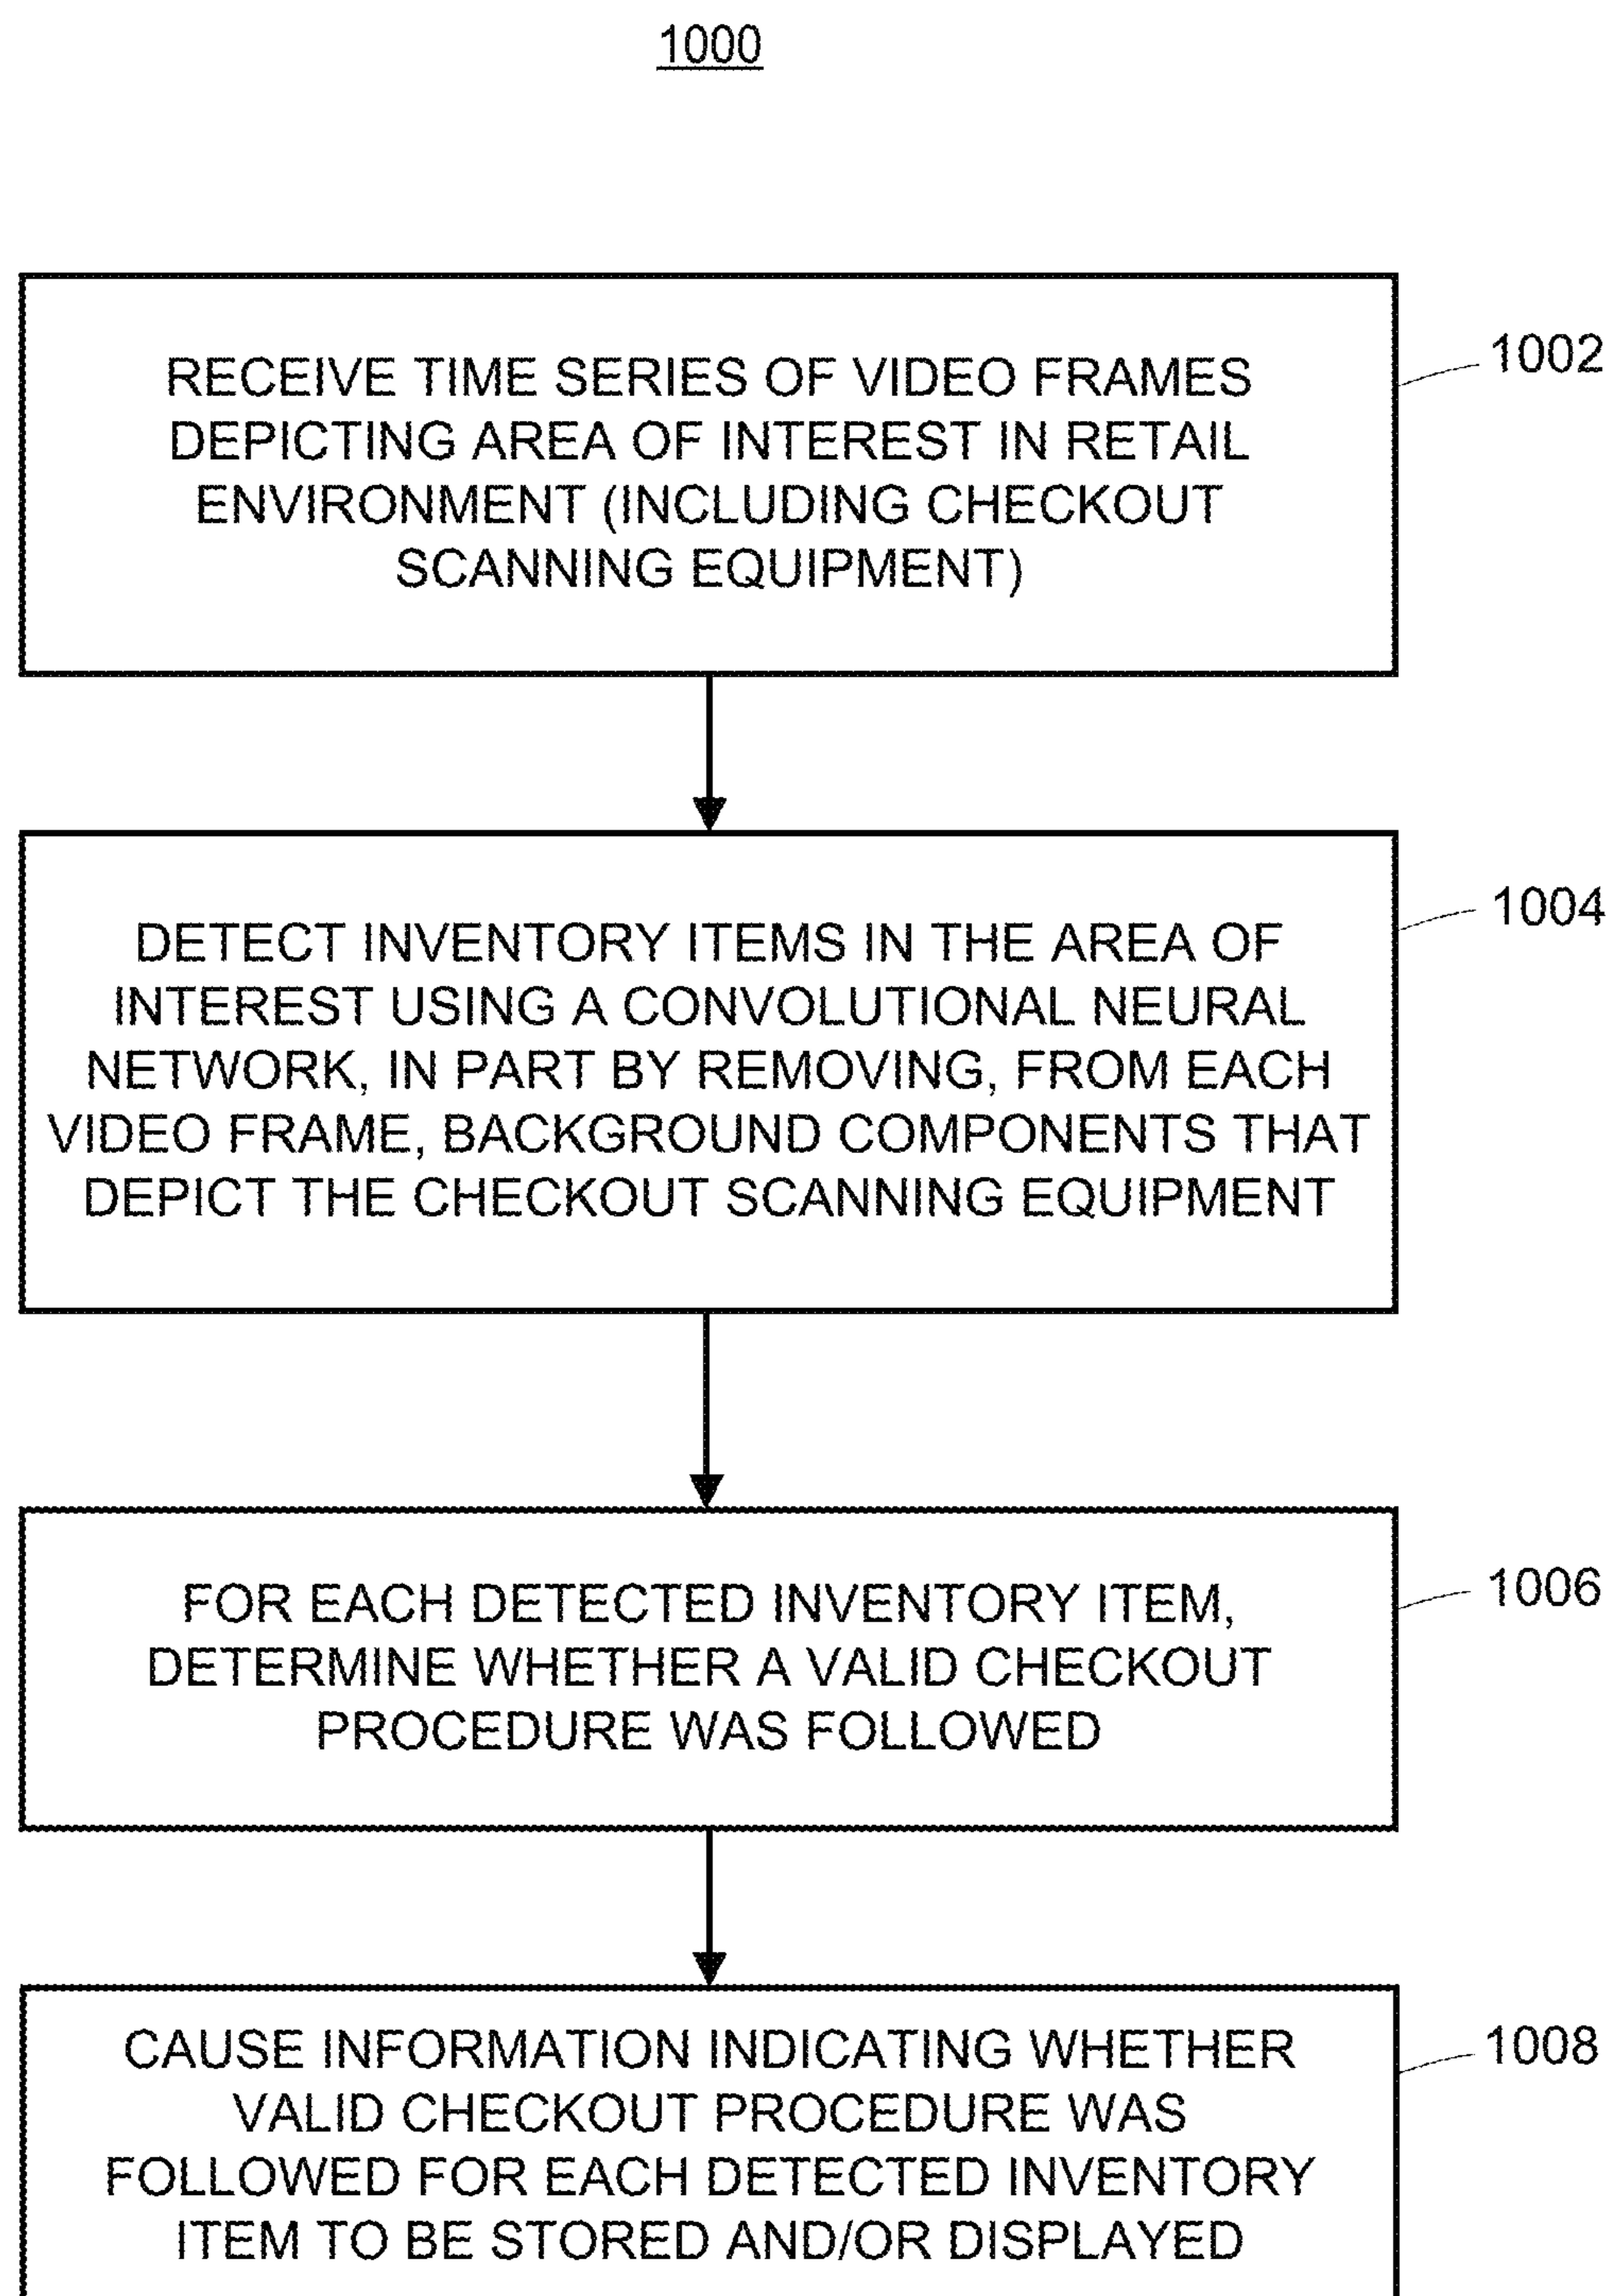 1000
RECEIVE TIME SERIES OF VIDEO FRAMES
DEPICTING AREA OF INTEREST IN RETAIL
ENVIRONMENT (INCLUDING CHECKOUT
SCANNING EQUIPMENT)
1002
DETECT INVENTORY ITEMS IN THE AREA OF
INTEREST USING A CONVOLUTIONAL NEURAL
NETWORK, IN PART BY REMOVING, FROM EACH
VIDEO FRAME, BACKGROUND COMPONENTS THAT
DEPICT THE CHECKOUT SCANNING EQUIPMENT
1004
FOR EACH DETECTED INVENTORY ITEM,
DETERMINE WHETHER A VALID CHECKOUT
PROCEDURE WAS FOLLOWED
1006
CAUSE INFORMATION INDICATING WHETHER
VALID CHECKOUT PROCEDURE WAS
FOLLOWED FOR EACH DETECTED INVENTORY
ITEM TO BE STORED AND/OR DISPLAYED
1008